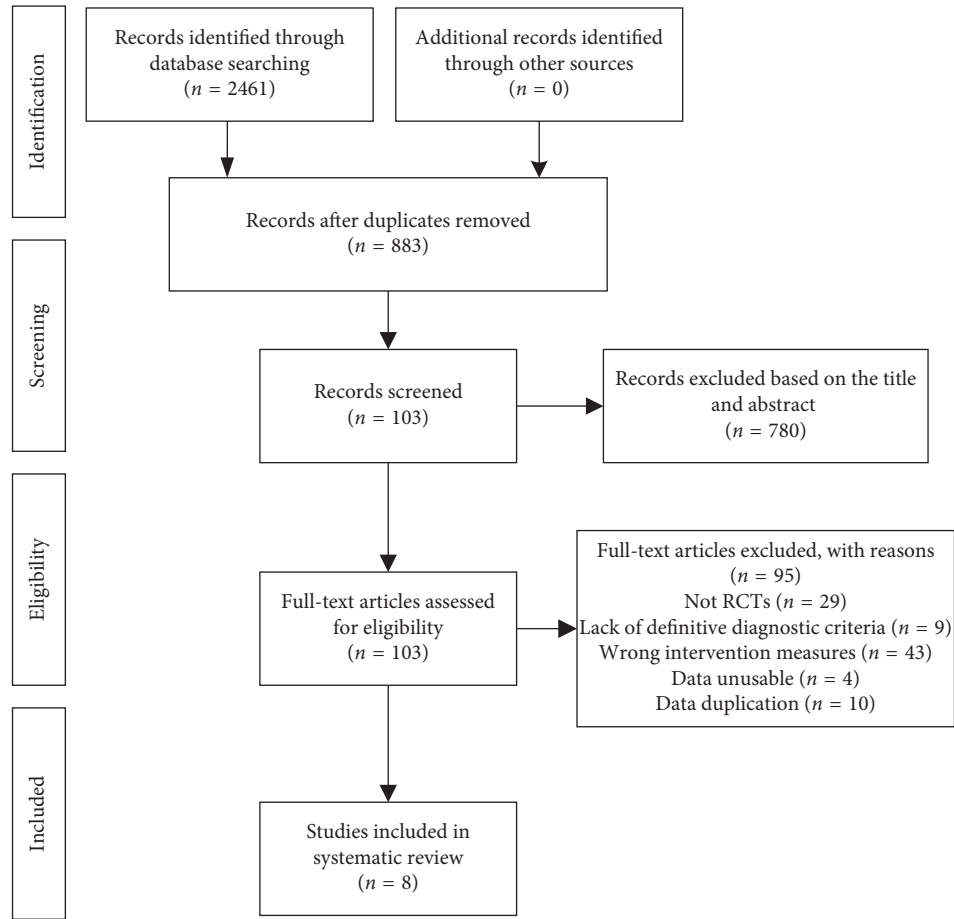 Identification
Records identified through
database searching
(n = 2461)
Additional records identified
through other sources
(n = 0)
Records after duplicates removed
(n = 883)
Screening
Records screened
(n = 103)
Records excluded based on the title
and abstract
(n = 780)
Eligibility
Full-text articles assessed
for eligibility
(n = 103)
Full-text articles excluded, with reasons
(n = 95)
Not RCTs (n = 29)
Lack of definitive diagnostic criteria (n = 9)
Wrong intervention measures (n = 43)
Data unusable (n = 4)
Data duplication (n = 10)
Included
Studies included in
systematic review
(n = 8)